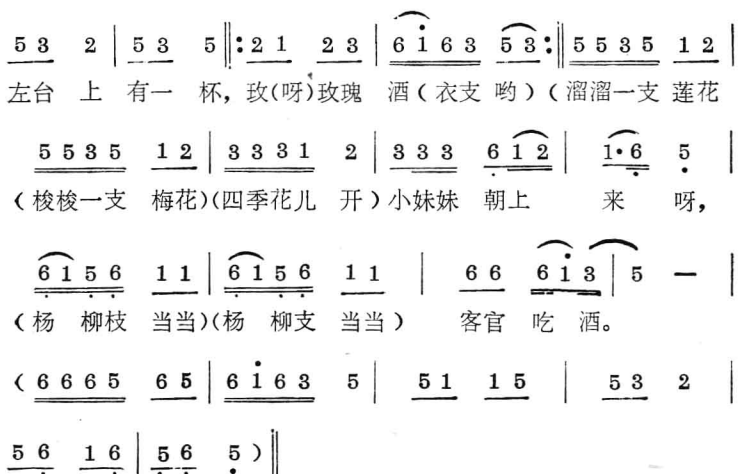 5 3 2 | 5 3 5 ‖: 2 1 2 3 | 6 i 6 3 5 3 :‖ 5 5 3 5 1 2 |
左台 上 有一 杯，玫(呀)玫瑰 酒（衣支 哟）（溜溜一支 莲花
5 5 3 5 1 2 | 3 3 3 1 2 | 3 3 3 6 1 2 | 1· 6 5 |
（梭梭一支 梅花）(四季花儿 开）小妹妹 朝上 来 呀，
6 1 5 6 1 1 | 6 1 5 6 1 1 | 6 6 6 i 3 | 5 — |
（杨 柳枝 当当）(杨 柳支 当当） 客官 吃 酒。
( 6 6 6 5 6 5 | 6 i 6 3 5 | 5 1 1 5 | 5 3 2 |
5 6 1 6 | 5 6 5 ) ‖